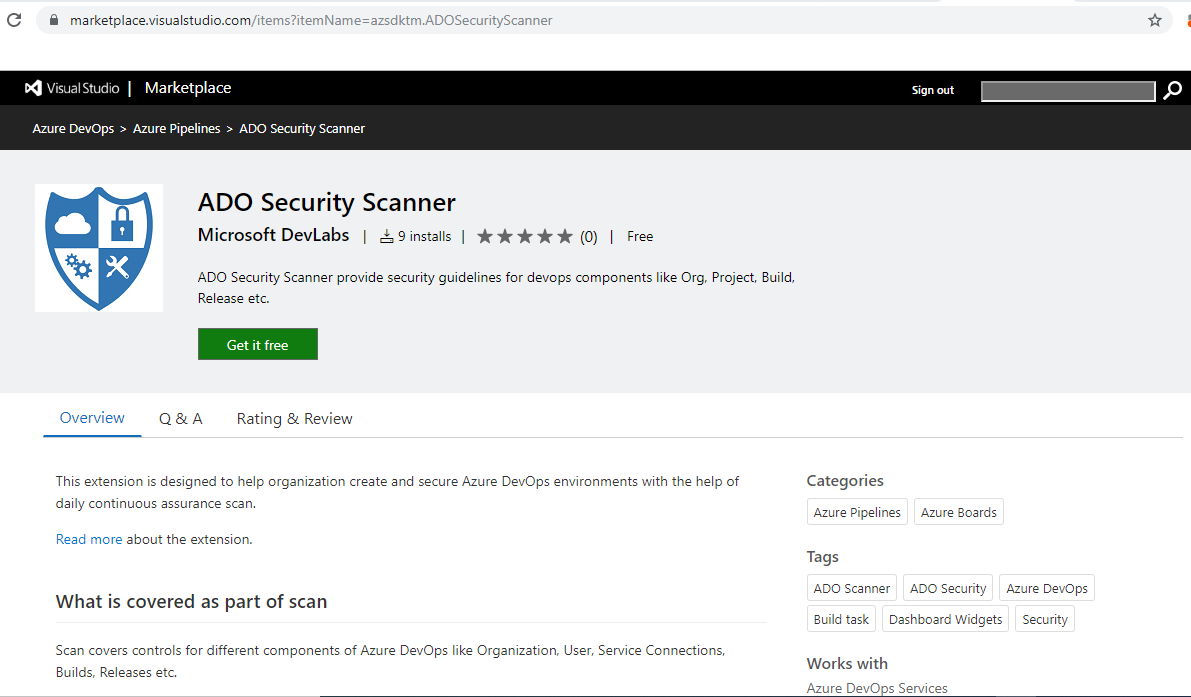 marketplace.visualstudio.com/items?itemName=azsdktm.ADOSecurityScanner
Visual Studio | Marketplace
Sign out
Azure DevOps > Azure Pipelines > ADO Security Scanner
ADO Security Scanner
Microsoft DevLabs | 9 installs | ★★★★★ (0) | Free
ADO Security Scanner provide security guidelines for devops components like Org, Project, Build,
Release etc.
Get it free
Overview Q & A Rating & Review
This extension is designed to help organization create and secure Azure DevOps environments with the help of
daily continuous assurance scan.
Read more about the extension.
What is covered as part of scan
Scan covers controls for different components of Azure DevOps like Organization, User, Service Connections,
Builds, Releases etc.
Categories
Azure Pipelines Azure Boards
Tags
ADO Scanner ADO Security Azure DevOps
Build task Dashboard Widgets Security
Works with
Azure DevOps Services